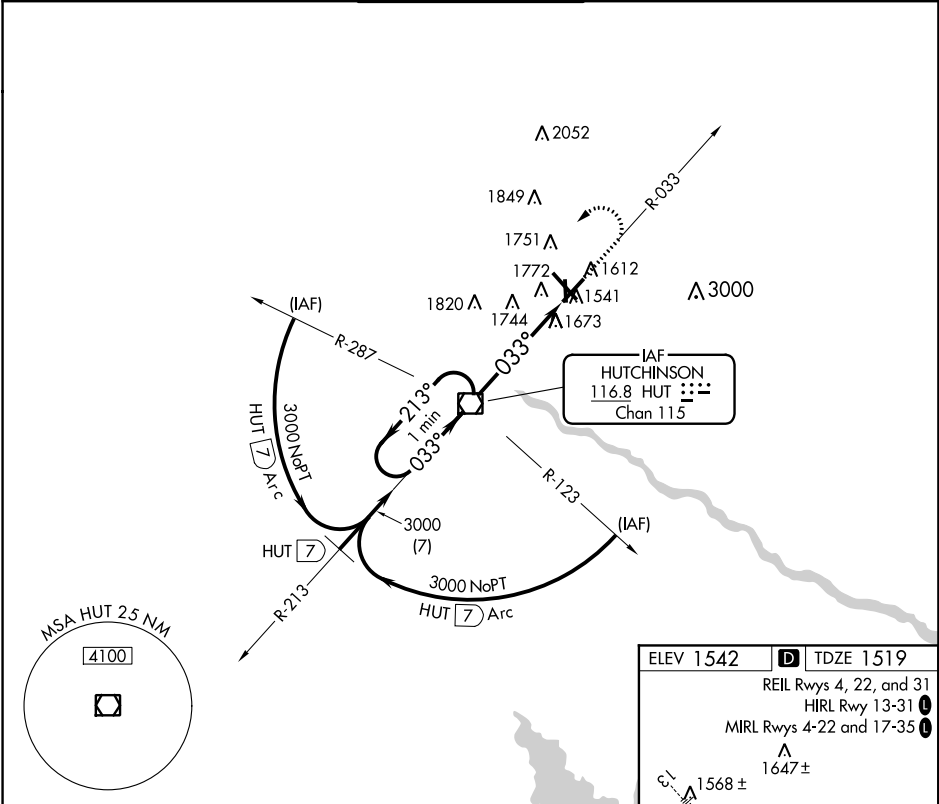 2052
R-033
1849
1751
1772
1612
3000
1541
1820
1744
1673
(IAF)
R-287
033°
IAF
HUTCHINSON
116.8 HUT
Chan 115
213°
1 min
033°
3000 NoPT
HUT 7 Arc
R-123
(IAF)
3000
(7)
HUT 7
3000 NoPT
HUT 7 Arc
R-213
MSA HUT 25 NM
4100
ELEV 1542 D TDZE 1519
REIL Rwys 4, 22, and 31
HIRL Rwy 13-31 L
MIRL Rwys 4-22 and 17-35 L
1647 ±
13
1568 ±